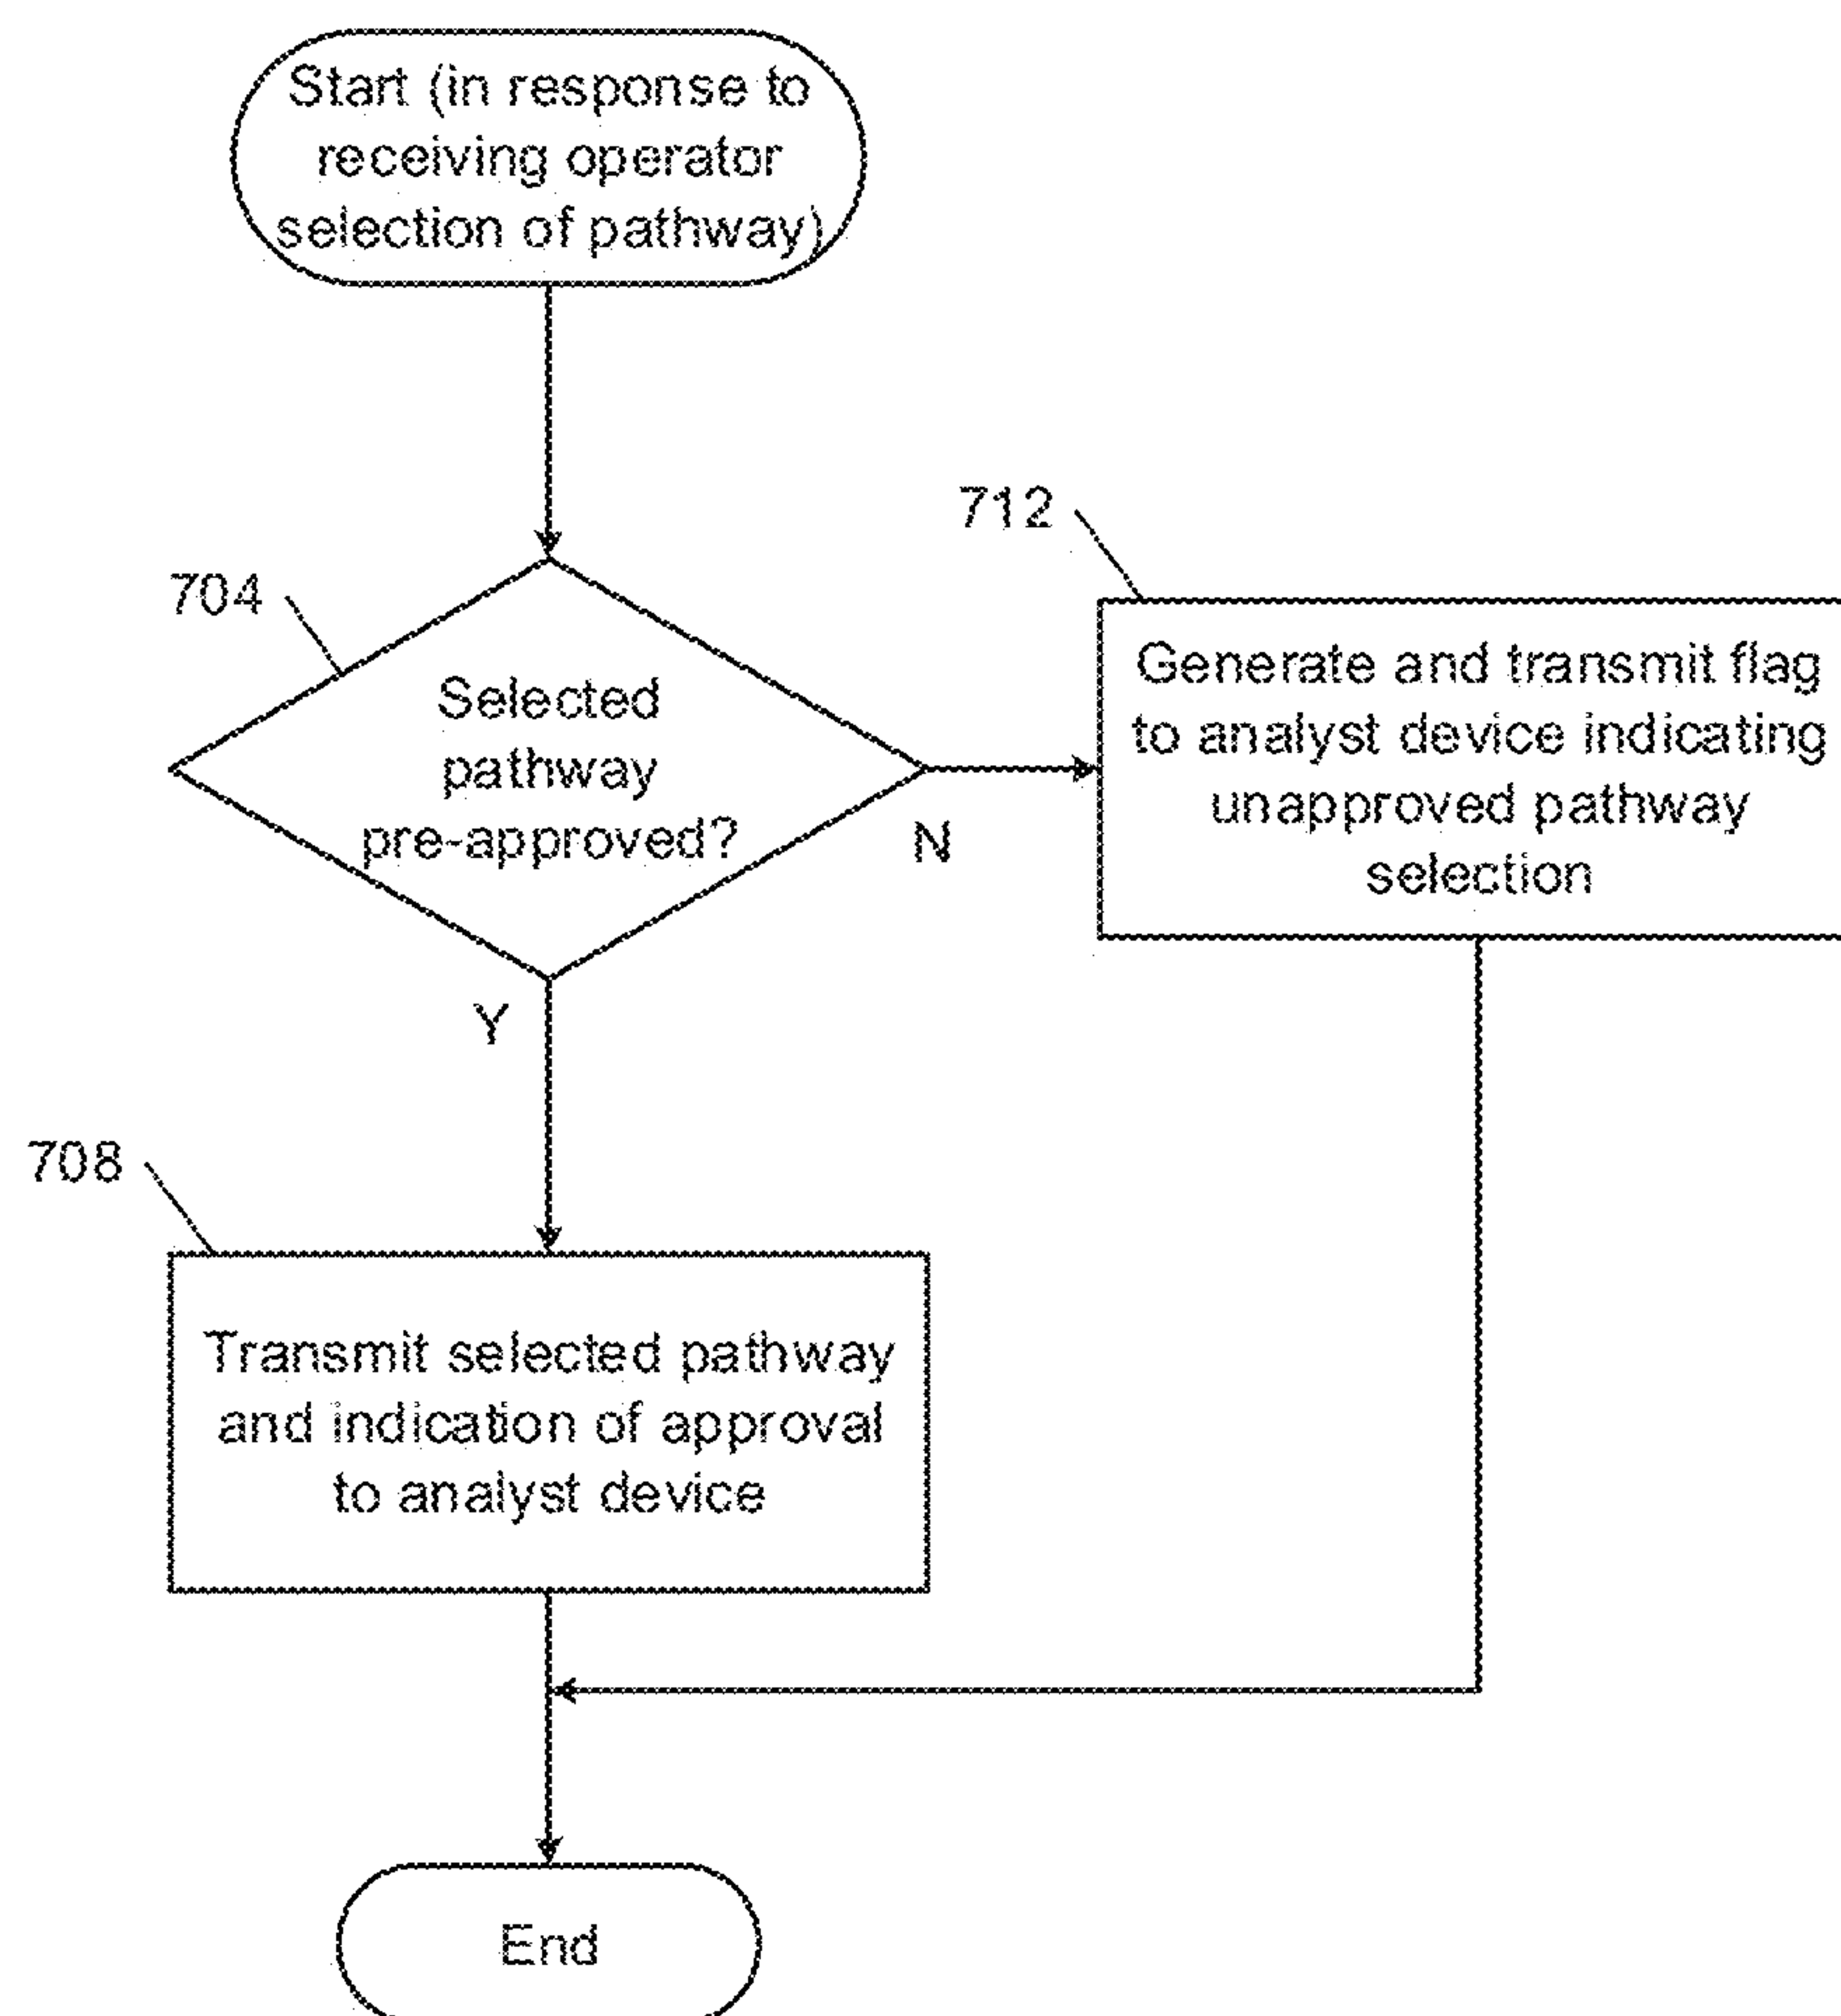 Start (in response to
receiving operator
selection of pathway)
704
Selected
pathway
pre-approved?
N
712
Generate and transmit flag
to analyst device indicating
unapproved pathway
selection
Y
708
Transmit selected pathway
and indication of approval
to analyst device
End